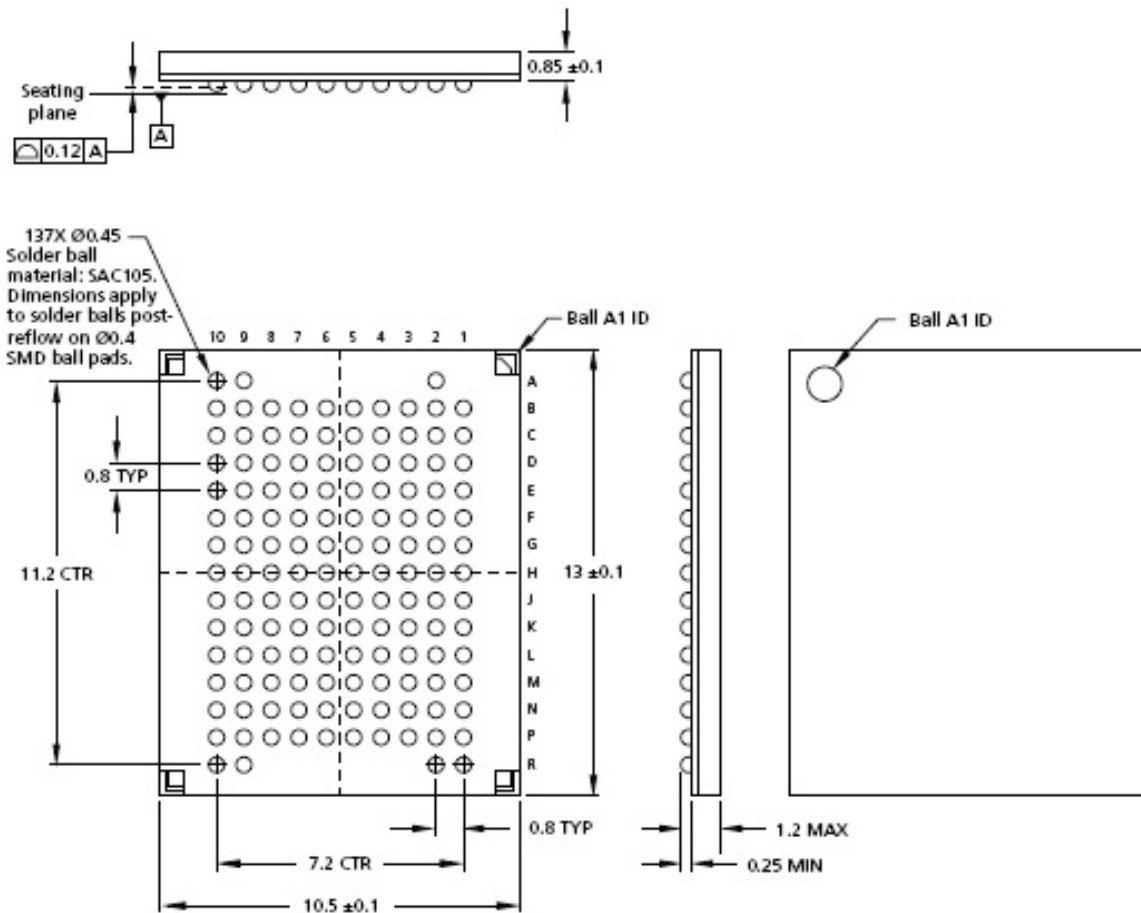 0.85 ±0.1
Seating
plane
A
0.12 A
137X Ø0.45
Solder ball
material: SAC105.
Dimensions apply
to solder balls post-
reflow on Ø0.4
SMD ball pads.
Ball A1 ID
Ball A1 ID
10 9 8 7 6 5 4 3 2 1
A
B
C
D
E
F
G
H
J
K
L
M
N
P
R
0.8 TYP
11.2 CTR
13 ±0.1
0.8 TYP
1.2 MAX
7.2 CTR
0.25 MIN
10.5 ±0.1